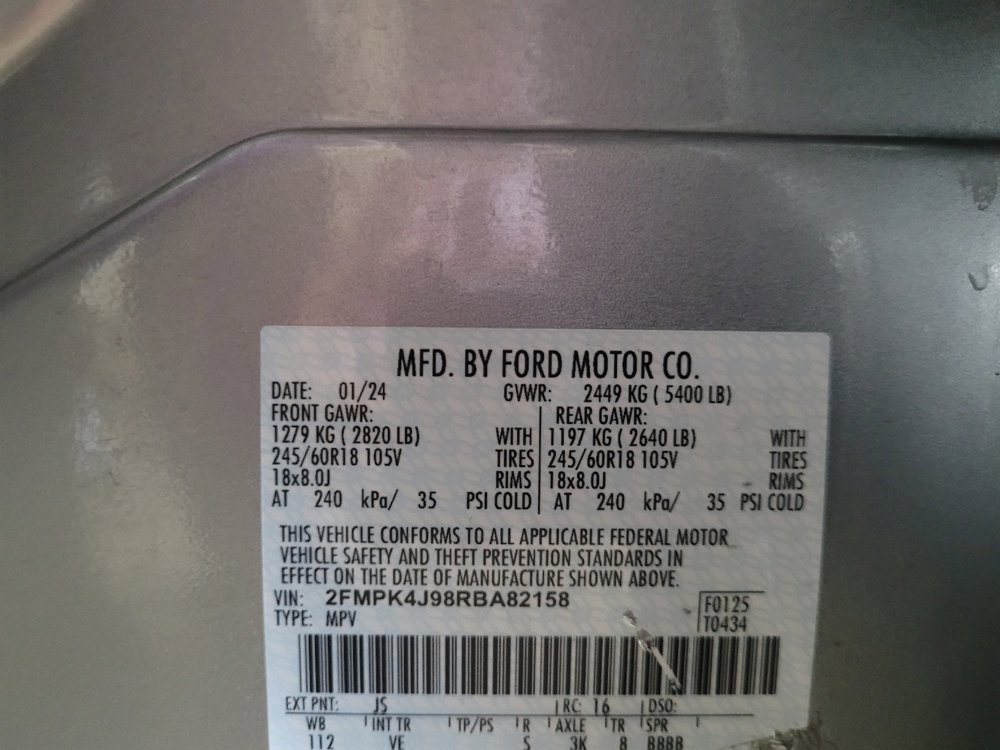 MFD. BY FORD MOTOR CO.
DATE: 01/24 GVWR: 2449 KG ( 5400 LB)
FRONT GAWR: REAR GAWR:
1279 KG ( 2820 LB) WITH 1197 KG ( 2640 LB) WITH
245/60R18 105V TIRES 245/60R18 105V TIRES
18x8.0J RIMS 18x8.0J RIMS
AT 240 kPa/ 35 PSI COLD AT 240 kPa/ 35 PSI COLD
THIS VEHICLE CONFORMS TO ALL APPLICABLE FEDERAL MOTOR
VEHICLE SAFETY AND THEFT PREVENTION STANDARDS IN
EFFECT ON THE DATE OF MANUFACTURE SHOWN ABOVE.
VIN: 2FMPK4J98RBA82158 F0125
TYPE: MPV T0434
EXT PNT: JS RC: 16 DSO:
WB INT TR TP/PS R AXLE TR SPR
112 VE S 3K 8 BBBB